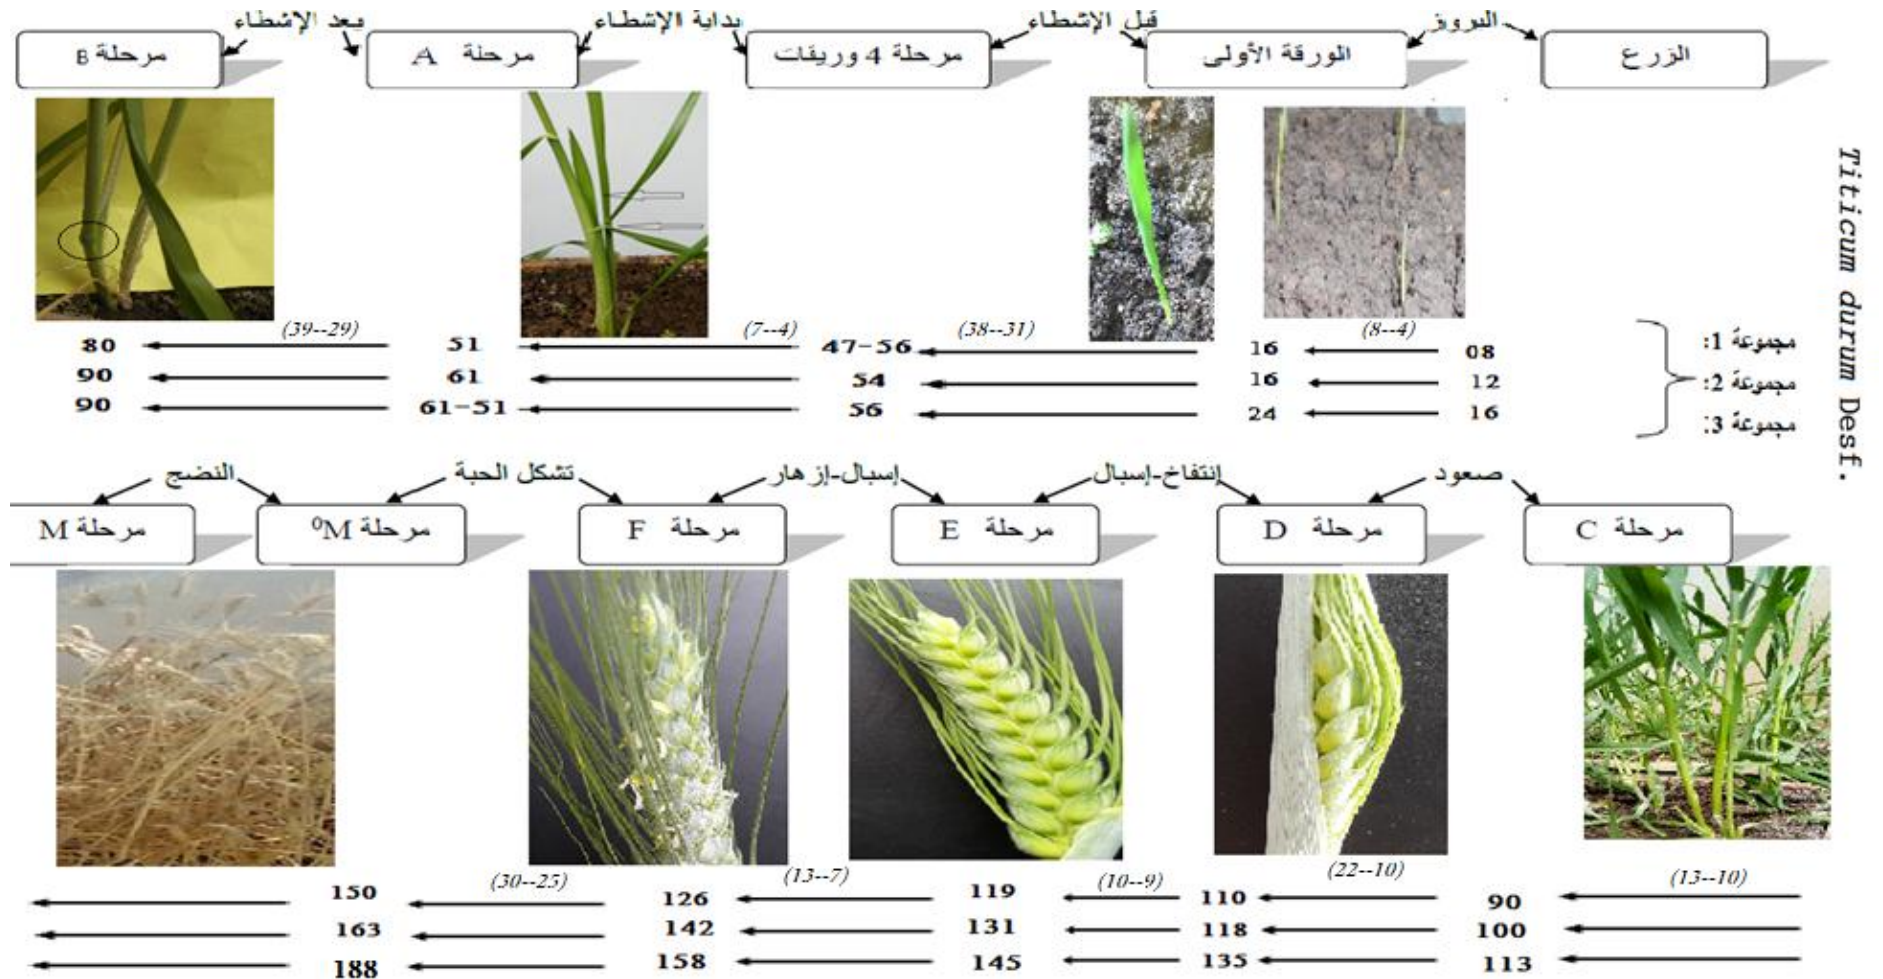 البروز قبل الإشطاء بداية الإشطاء بعد الإشطاء
الزرع الورقة الأولى مرحلة 4 وريقات مرحلة A مرحلة B
Titicum durum Desf.
(8--4) (38--31) (7--4) (39--29)
مجموعة 1: 08 16 47-56 51 80
مجموعة 2: 12 16 54 61 90
مجموعة 3: 16 24 56 61-51 90
صعود إنتفاخ-إسبال إسبال-إزهار تشكل الحبة النضج
مرحلة C مرحلة D مرحلة E مرحلة F مرحلة M⁰ مرحلة M
(13--10) (22--10) (10--9) (13--7) (30--25)
90 110 119 126 150
100 118 131 142 163
113 135 145 158 188